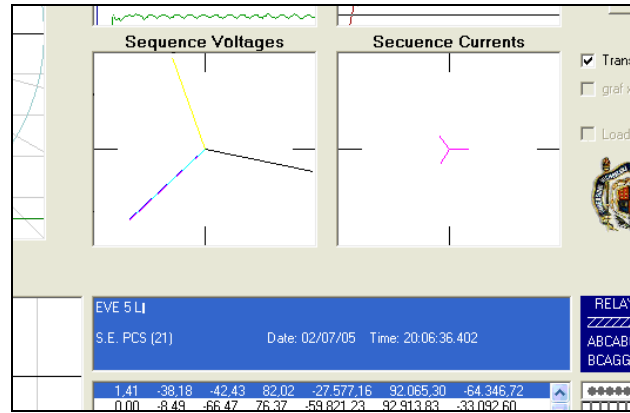 Sequence Voltages
Secuence Currents
Trans
graf x
Load
EVE 5 LI
S.E. PCS (21) Date: 02/07/05 Time: 20:06:36.402
RELAY
ABCAB
BCAGG
1,41 -38,18 -42,43 82,02 -27.577,16 92.065,30 -64.346,72
0,00 -8,49 -66,47 76,37 -59.821,23 92.913,83 -33.092,60